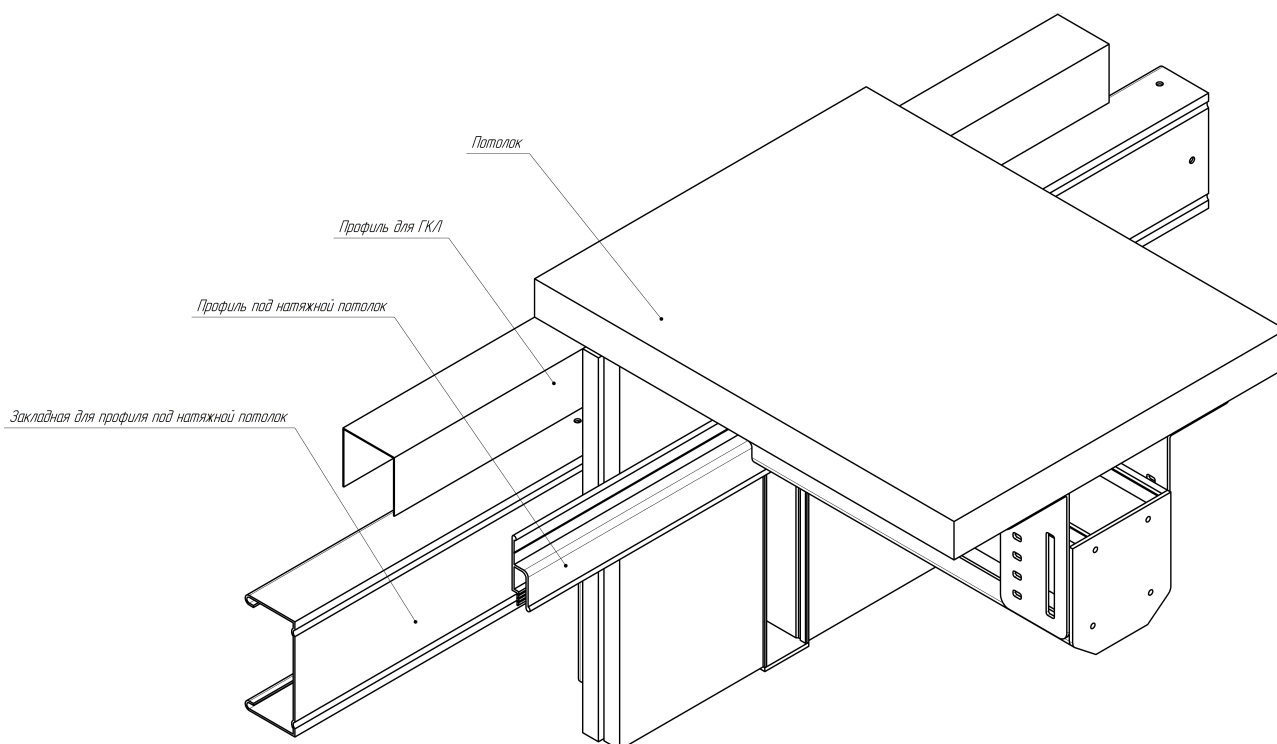 Потолок
Профиль для ГКЛ
Профиль под натяжной потолок
Закладная для профиля под натяжной потолок